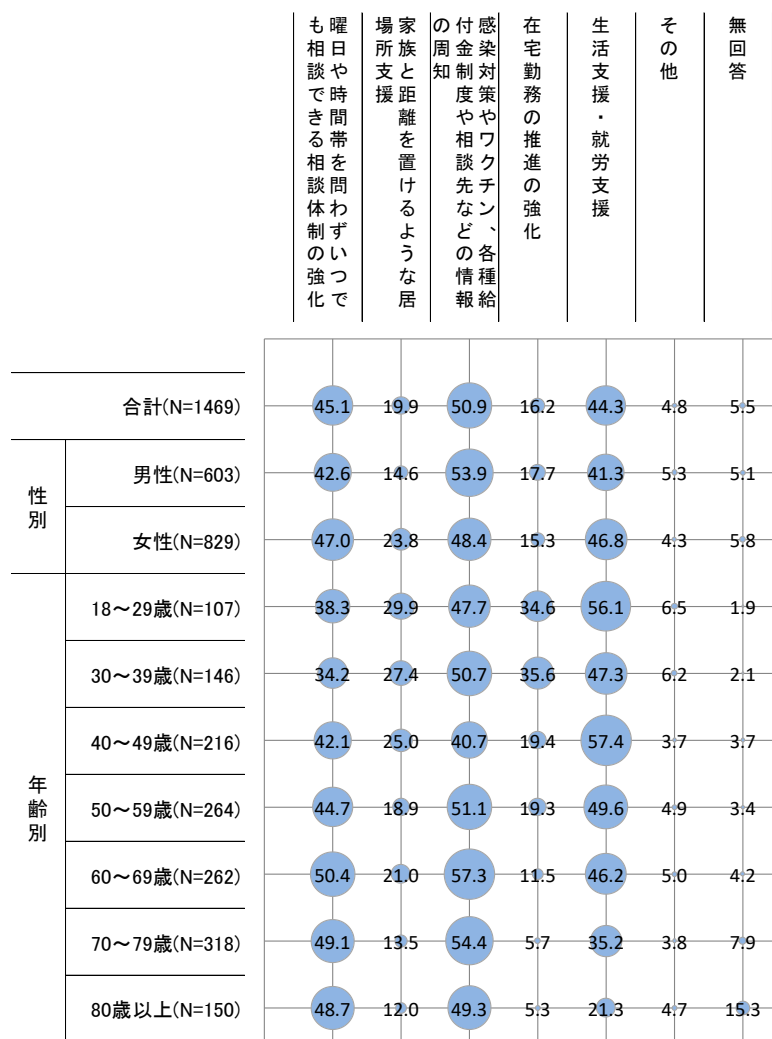 曜日や時間帯を問わずいつで
も相談できる相談体制の強化
家族と距離を置けるような居
場所支援
感染対策やワクチン、各種給
付金制度や相談先などの情報
の周知
在宅勤務の推進の強化
生活支援・就労支援
その他
無回答
合計(N=1469) 45.1 19.9 50.9 16.2 44.3 4.8 5.5
性別
男性(N=603) 42.6 14.6 53.9 17.7 41.3 5.3 5.1
女性(N=829) 47.0 23.8 48.4 15.3 46.8 4.3 5.8
年齢別
18～29歳(N=107) 38.3 29.9 47.7 34.6 56.1 6.5 1.9
30～39歳(N=146) 34.2 27.4 50.7 35.6 47.3 6.2 2.1
40～49歳(N=216) 42.1 25.0 40.7 19.4 57.4 3.7 3.7
50～59歳(N=264) 44.7 18.9 51.1 19.3 49.6 4.9 3.4
60～69歳(N=262) 50.4 21.0 57.3 11.5 46.2 5.0 4.2
70～79歳(N=318) 49.1 13.5 54.4 5.7 35.2 3.8 7.9
80歳以上(N=150) 48.7 12.0 49.3 5.3 21.3 4.7 15.3